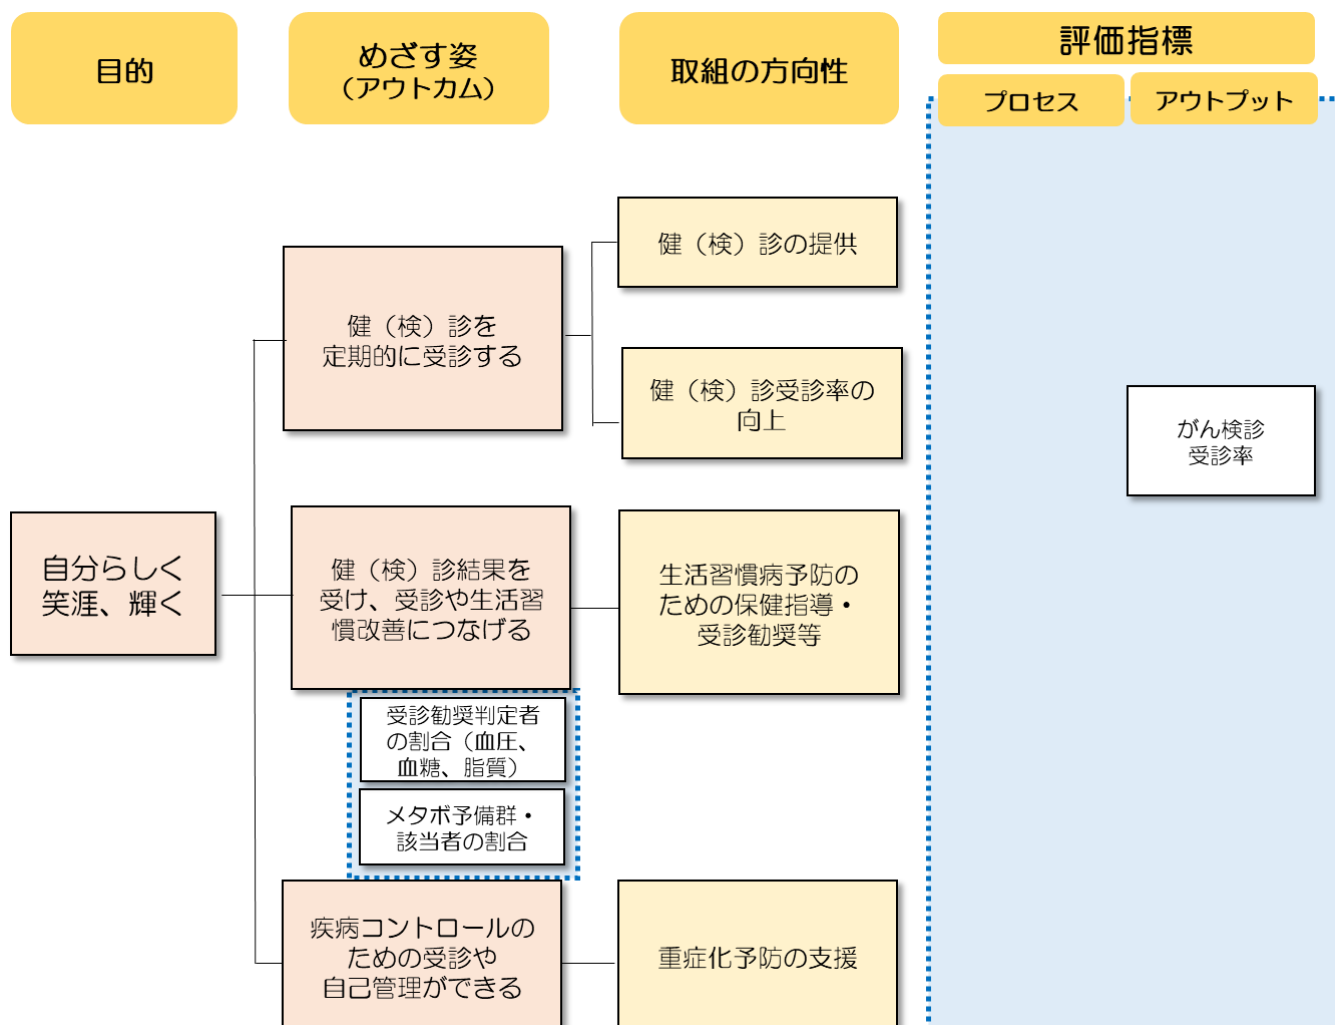 目的
めざす姿
（アウトカム）
取組の方向性
評価指標
プロセス
アウトプット
健（検）診の提供
健（検）診を
定期的に受診する
健（検）診受診率の
向上
がん検診
受診率
自分らしく
笑涯、輝く
健（検）診結果を
受け、受診や生活習
慣改善につなげる
生活習慣病予防の
ための保健指導・
受診勧奨等
受診勧奨判定者
の割合（血圧、
血糖、脂質）
メタボ予備群・
該当者の割合
疾病コントロールの
ための受診や
自己管理ができる
重症化予防の支援